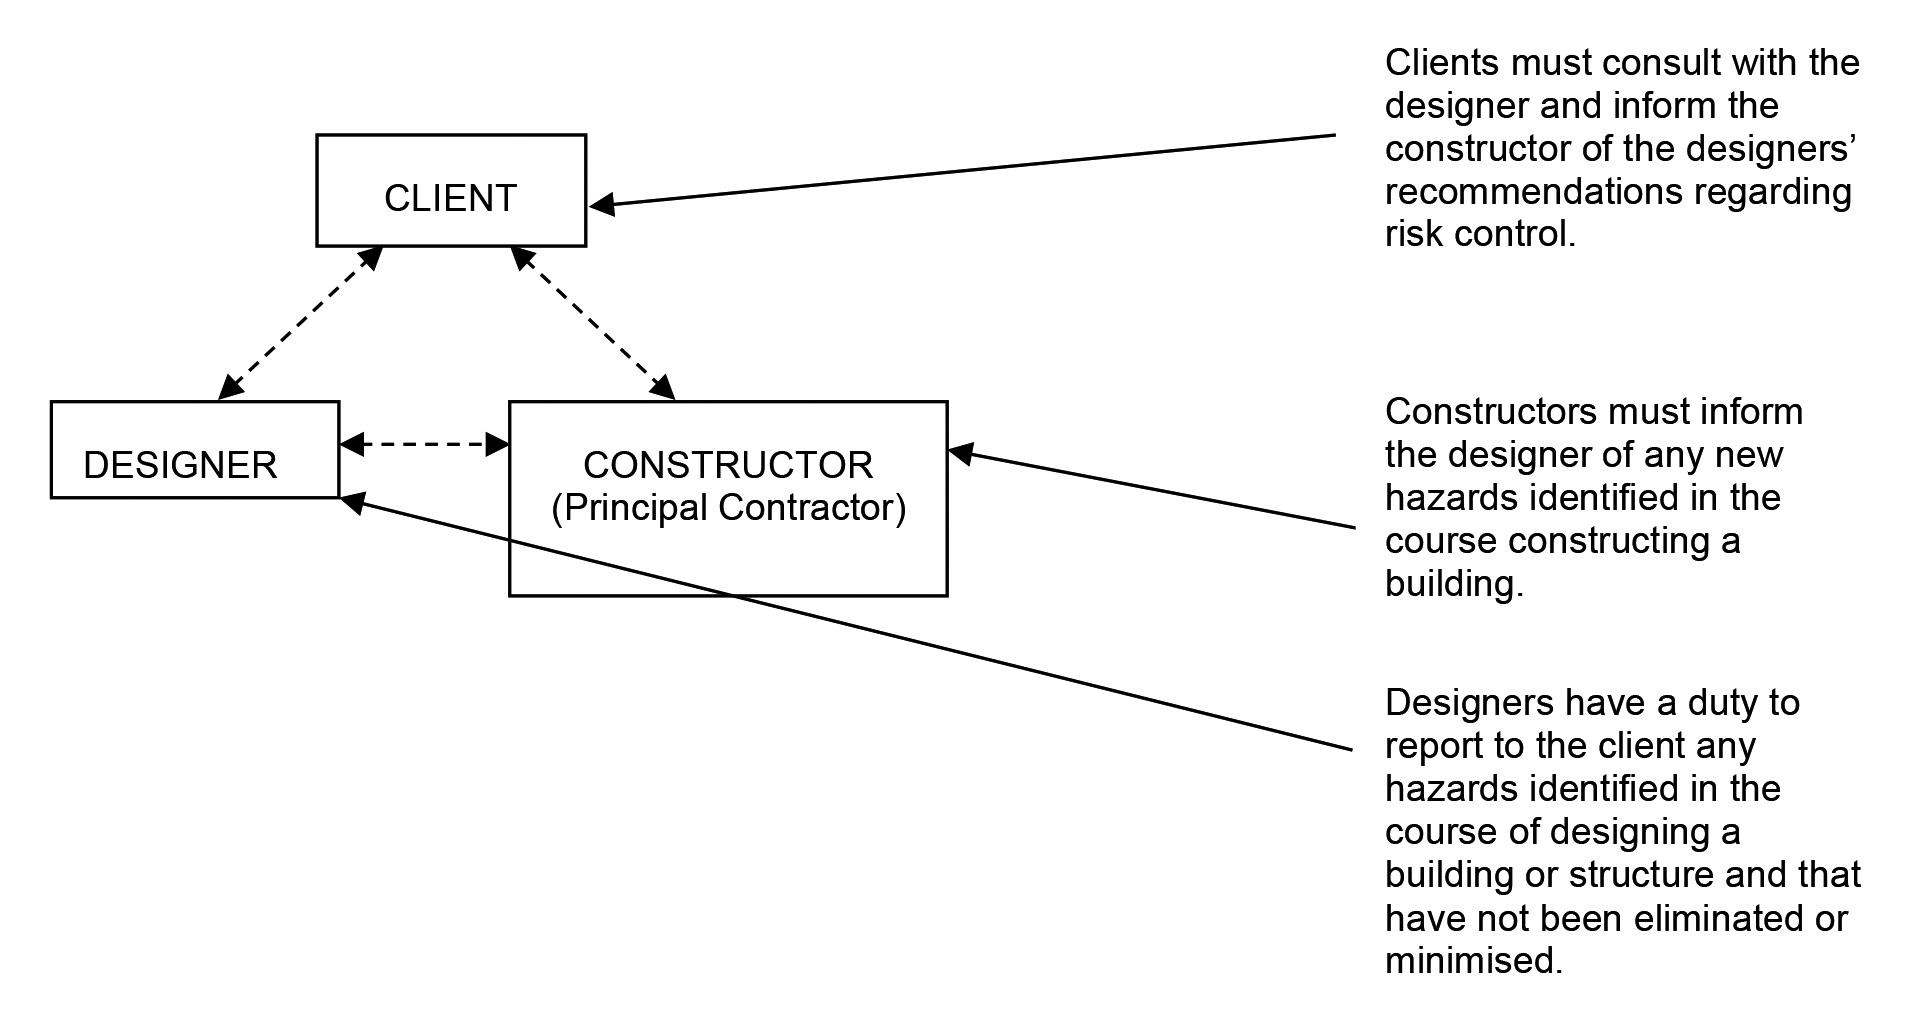 Clients must consult with the
designer and inform the
constructor of the designers’
recommendations regarding
risk control.
CLIENT
DESIGNER
CONSTRUCTOR
(Principal Contractor)
Constructors must inform
the designer of any new
hazards identified in the
course constructing a
building.
Designers have a duty to
report to the client any
hazards identified in the
course of designing a
building or structure and that
have not been eliminated or
minimised.